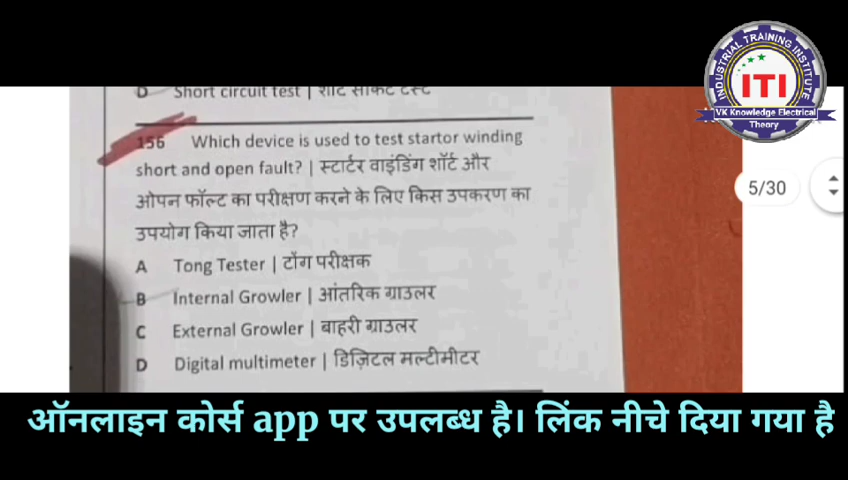 D Short circuit test | शॉर्ट सर्किट टेस्ट
INDUSTRIAL TRAINING INSTITUTE
ITI
VK Knowledge Electrical
Theory
156 Which device is used to test startor winding
short and open fault? | स्टार्टर वाइंडिंग शॉर्ट और
ओपन फॉल्ट का परीक्षण करने के लिए किस उपकरण का
उपयोग किया जाता है?
5/30
A Tong Tester | टोंग परीक्षक
B Internal Growler | आंतरिक ग्राउलर
C External Growler | बाहरी ग्राउलर
D Digital multimeter | डिज़िटल मल्टीमीटर
ऑनलाइन कोर्स app पर उपलब्ध है। लिंक नीचे दिया गया है